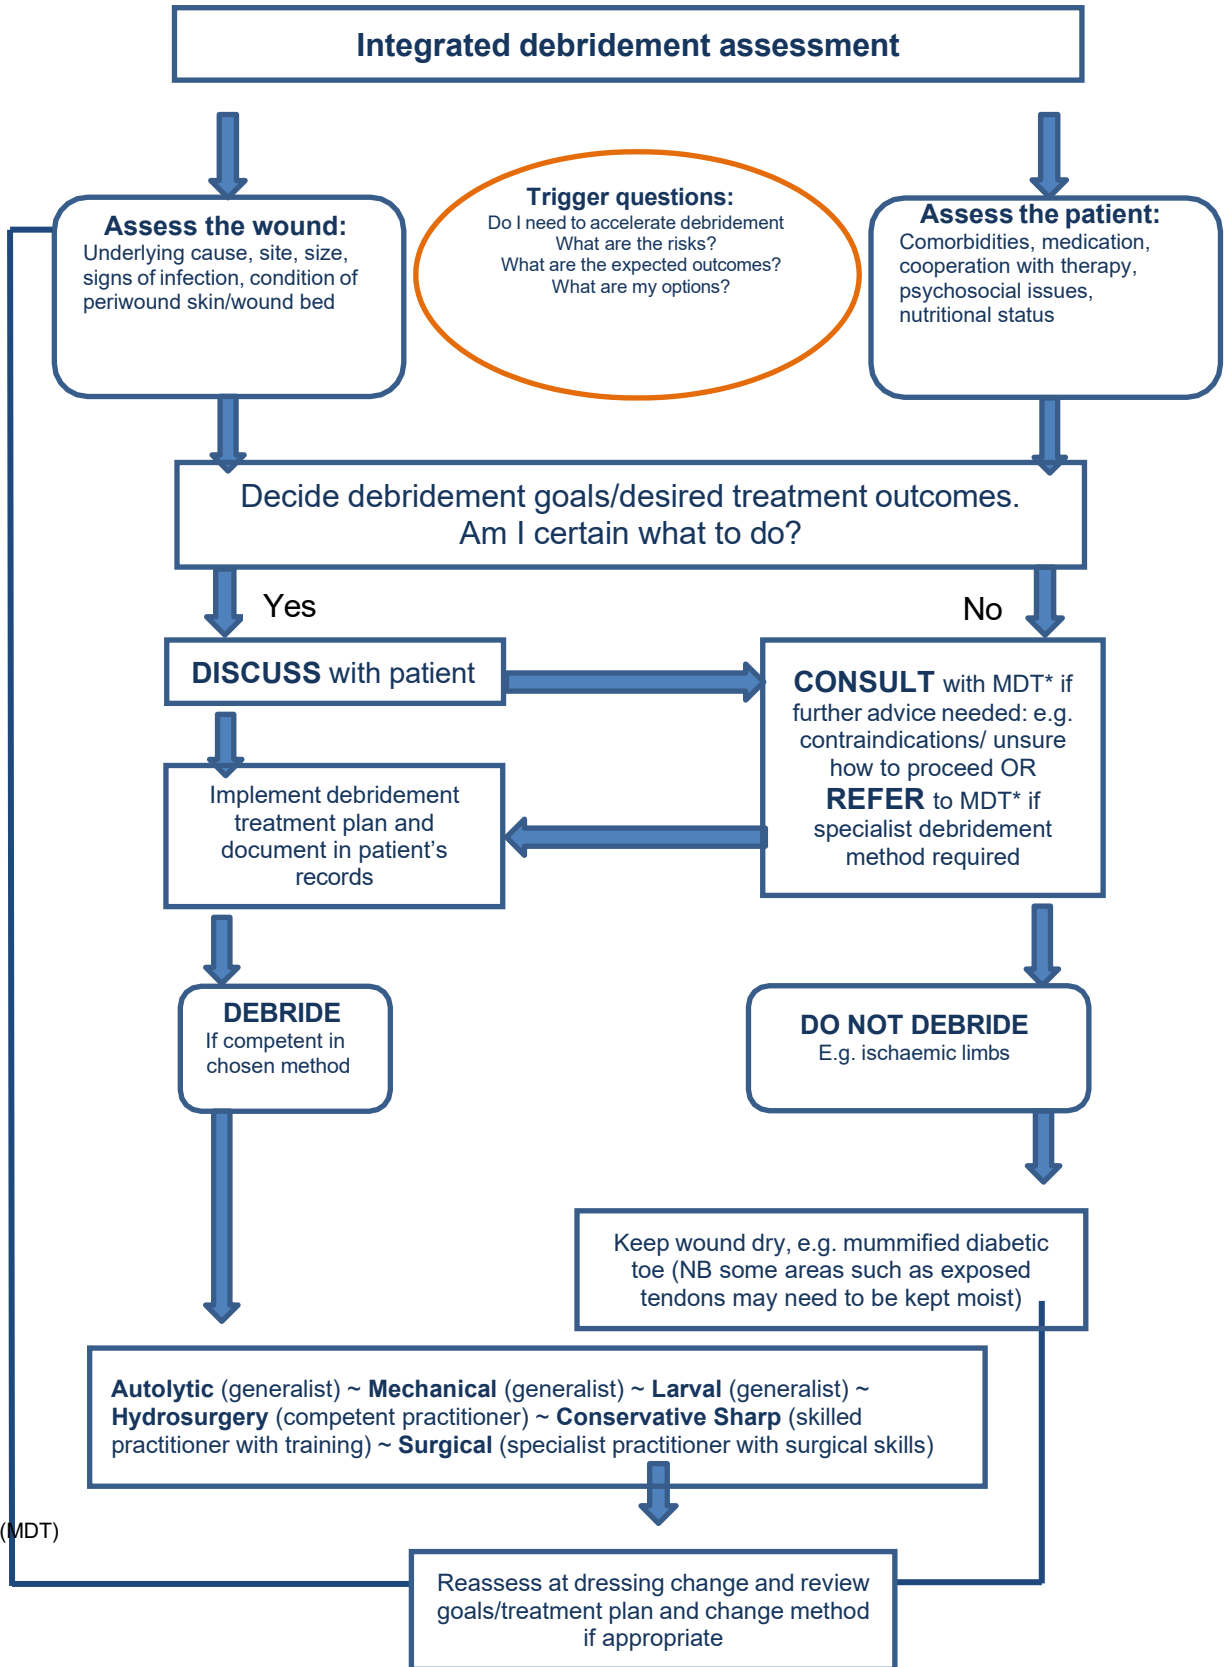 Integrated debridement assessment
Assess the wound:
Underlying cause, site, size,
signs of infection, condition of
periwound skin/wound bed
Trigger questions:
Do I need to accelerate debridement
What are the risks?
What are the expected outcomes?
What are my options?
Assess the patient:
Comorbidities, medication,
cooperation with therapy,
psychosocial issues,
nutritional status
Decide debridement goals/desired treatment outcomes.
Am I certain what to do?
Yes
No
DISCUSS with patient
CONSULT with MDT* if
further advice needed: e.g.
contraindications/ unsure
how to proceed OR
REFER to MDT* if
specialist debridement
method required
Implement debridement
treatment plan and
document in patient's
records
DEBRIDE
If competent in
chosen method
DO NOT DEBRIDE
E.g. ischaemic limbs
Keep wound dry, e.g. mummified diabetic
toe (NB some areas such as exposed
tendons may need to be kept moist)
Autolytic (generalist) ~ Mechanical (generalist) ~ Larval (generalist) ~
Hydrosurgery (competent practitioner) ~ Conservative Sharp (skilled
practitioner with training) ~ Surgical (specialist practitioner with surgical skills)
(MDT)
Reassess at dressing change and review
goals/treatment plan and change method
if appropriate